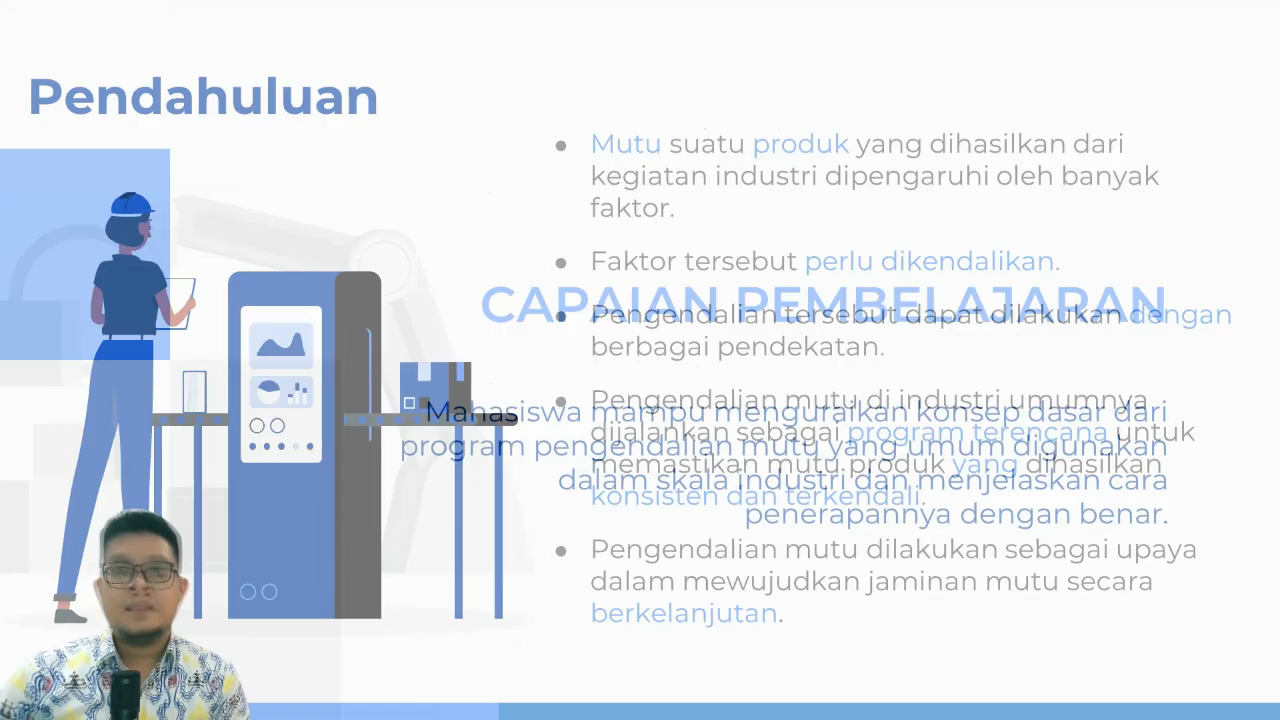 Pendahuluan
Mutu suatu produk yang dihasilkan dari
kegiatan industri dipengaruhi oleh banyak
faktor.
Faktor tersebut perlu dikendalikan.
Pengendalian tersebut dapat dilakukan dengan
berbagai pendekatan.
Pengendalian mutu di industri umumnya
dijalankan sebagai program terencana untuk
memastikan mutu produk yang dihasilkan
konsisten dan terkendali.
Pengendalian mutu dilakukan sebagai upaya
dalam mewujudkan jaminan mutu secara
berkelanjutan.
CAPAIAN PEMBELAJARAN
Mahasiswa mampu menguraikan konsep dasar dari
program pengendalian mutu yang umum digunakan
dalam skala industri dan menjelaskan cara
penerapannya dengan benar.